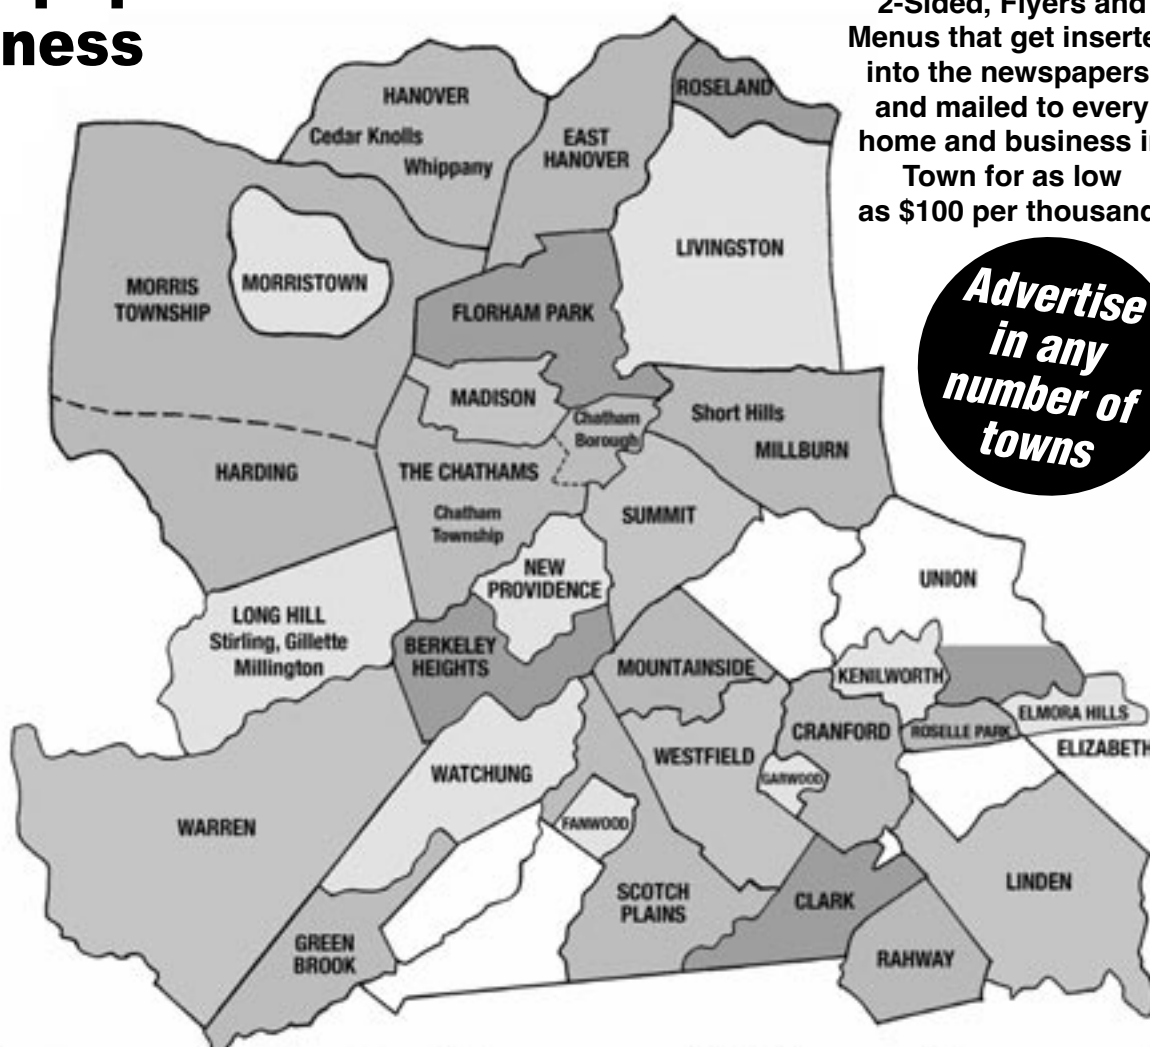 ness
2-Sided, Flyers and
Menus that get inserte
into the newspapers
and mailed to every
home and business i
Town for as low
as $100 per thousand
Advertise
in any
number of
towns
HANOVER
Cedar Knolls
Whippany
EAST
HANOVER
ROSELAND
LIVINGSTON
MORRIS
TOWNSHIP
MORRISTOWN
FLORHAM PARK
MADISON
Chatham
Borough
Short Hills
MILLBURN
HARDING
THE CHATHAMS
Chatham
Township
SUMMIT
NEW
PROVIDENCE
UNION
LONG HILL
Stirling, Gillette
Millington
BERKELEY
HEIGHTS
MOUNTAINSIDE
KENILWORTH
ELMORA HILLS
CRANFORD
ROSELLE PARK
ELIZABETH
WESTFIELD
GARWOOD
WATCHUNG
WARREN
FANWOOD
SCOTCH
PLAINS
CLARK
LINDEN
GREEN
BROOK
RAHWAY